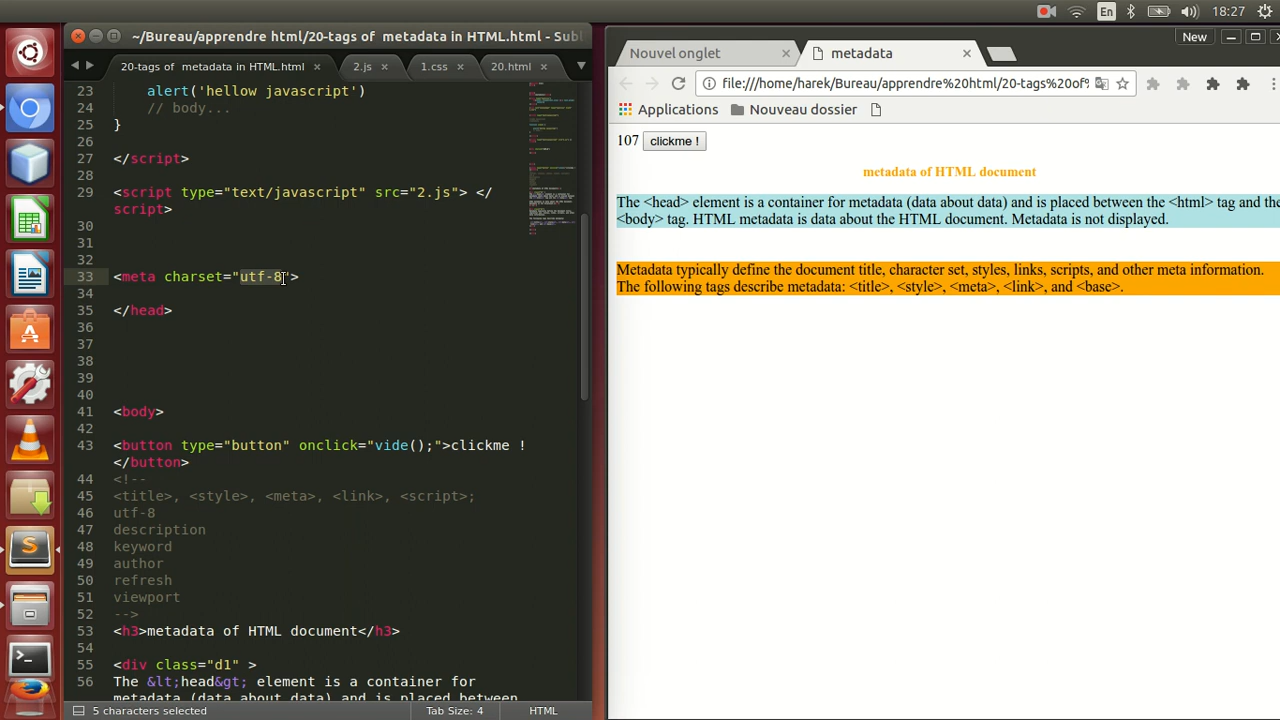 En 18:27
~/Bureau/apprendre html/20-tags of metadata in HTML.html - Subl
New
20-tags of metadata in HTML.html × 2.js × 1.css × 20.html ×
Nouvel onglet × metadata ×
file:///home/harek/Bureau/apprendre%20html/20-tags%20of%
Applications Nouveau dossier
23 alert('hellow javascript')
24 // body...
25 }
26
27 </script>
28
29 <script type="text/javascript" src="2.js"> </
script>
30
31
32
33 <meta charset="utf-8">
34
35 </head>
36
37
38
39
40
41 <body>
42
43 <button type="button" onclick="vide();">clickme !
</button>
44 <!--
45 <title>, <style>, <meta>, <link>, <script>;
46 utf-8
47 description
48 keyword
49 author
50 refresh
51 viewport
52 -->
53 <h3>metadata of HTML document</h3>
54
55 <div class="d1" >
56 The &lt;head&gt; element is a container for
metadata (data about data) and is placed between
5 characters selected Tab Size: 4 HTML
107 clickme !
metadata of HTML document
The <head> element is a container for metadata (data about data) and is placed between the <html> tag and the
<body> tag. HTML metadata is data about the HTML document. Metadata is not displayed.
Metadata typically define the document title, character set, styles, links, scripts, and other meta information.
The following tags describe metadata: <title>, <style>, <meta>, <link>, and <base>.